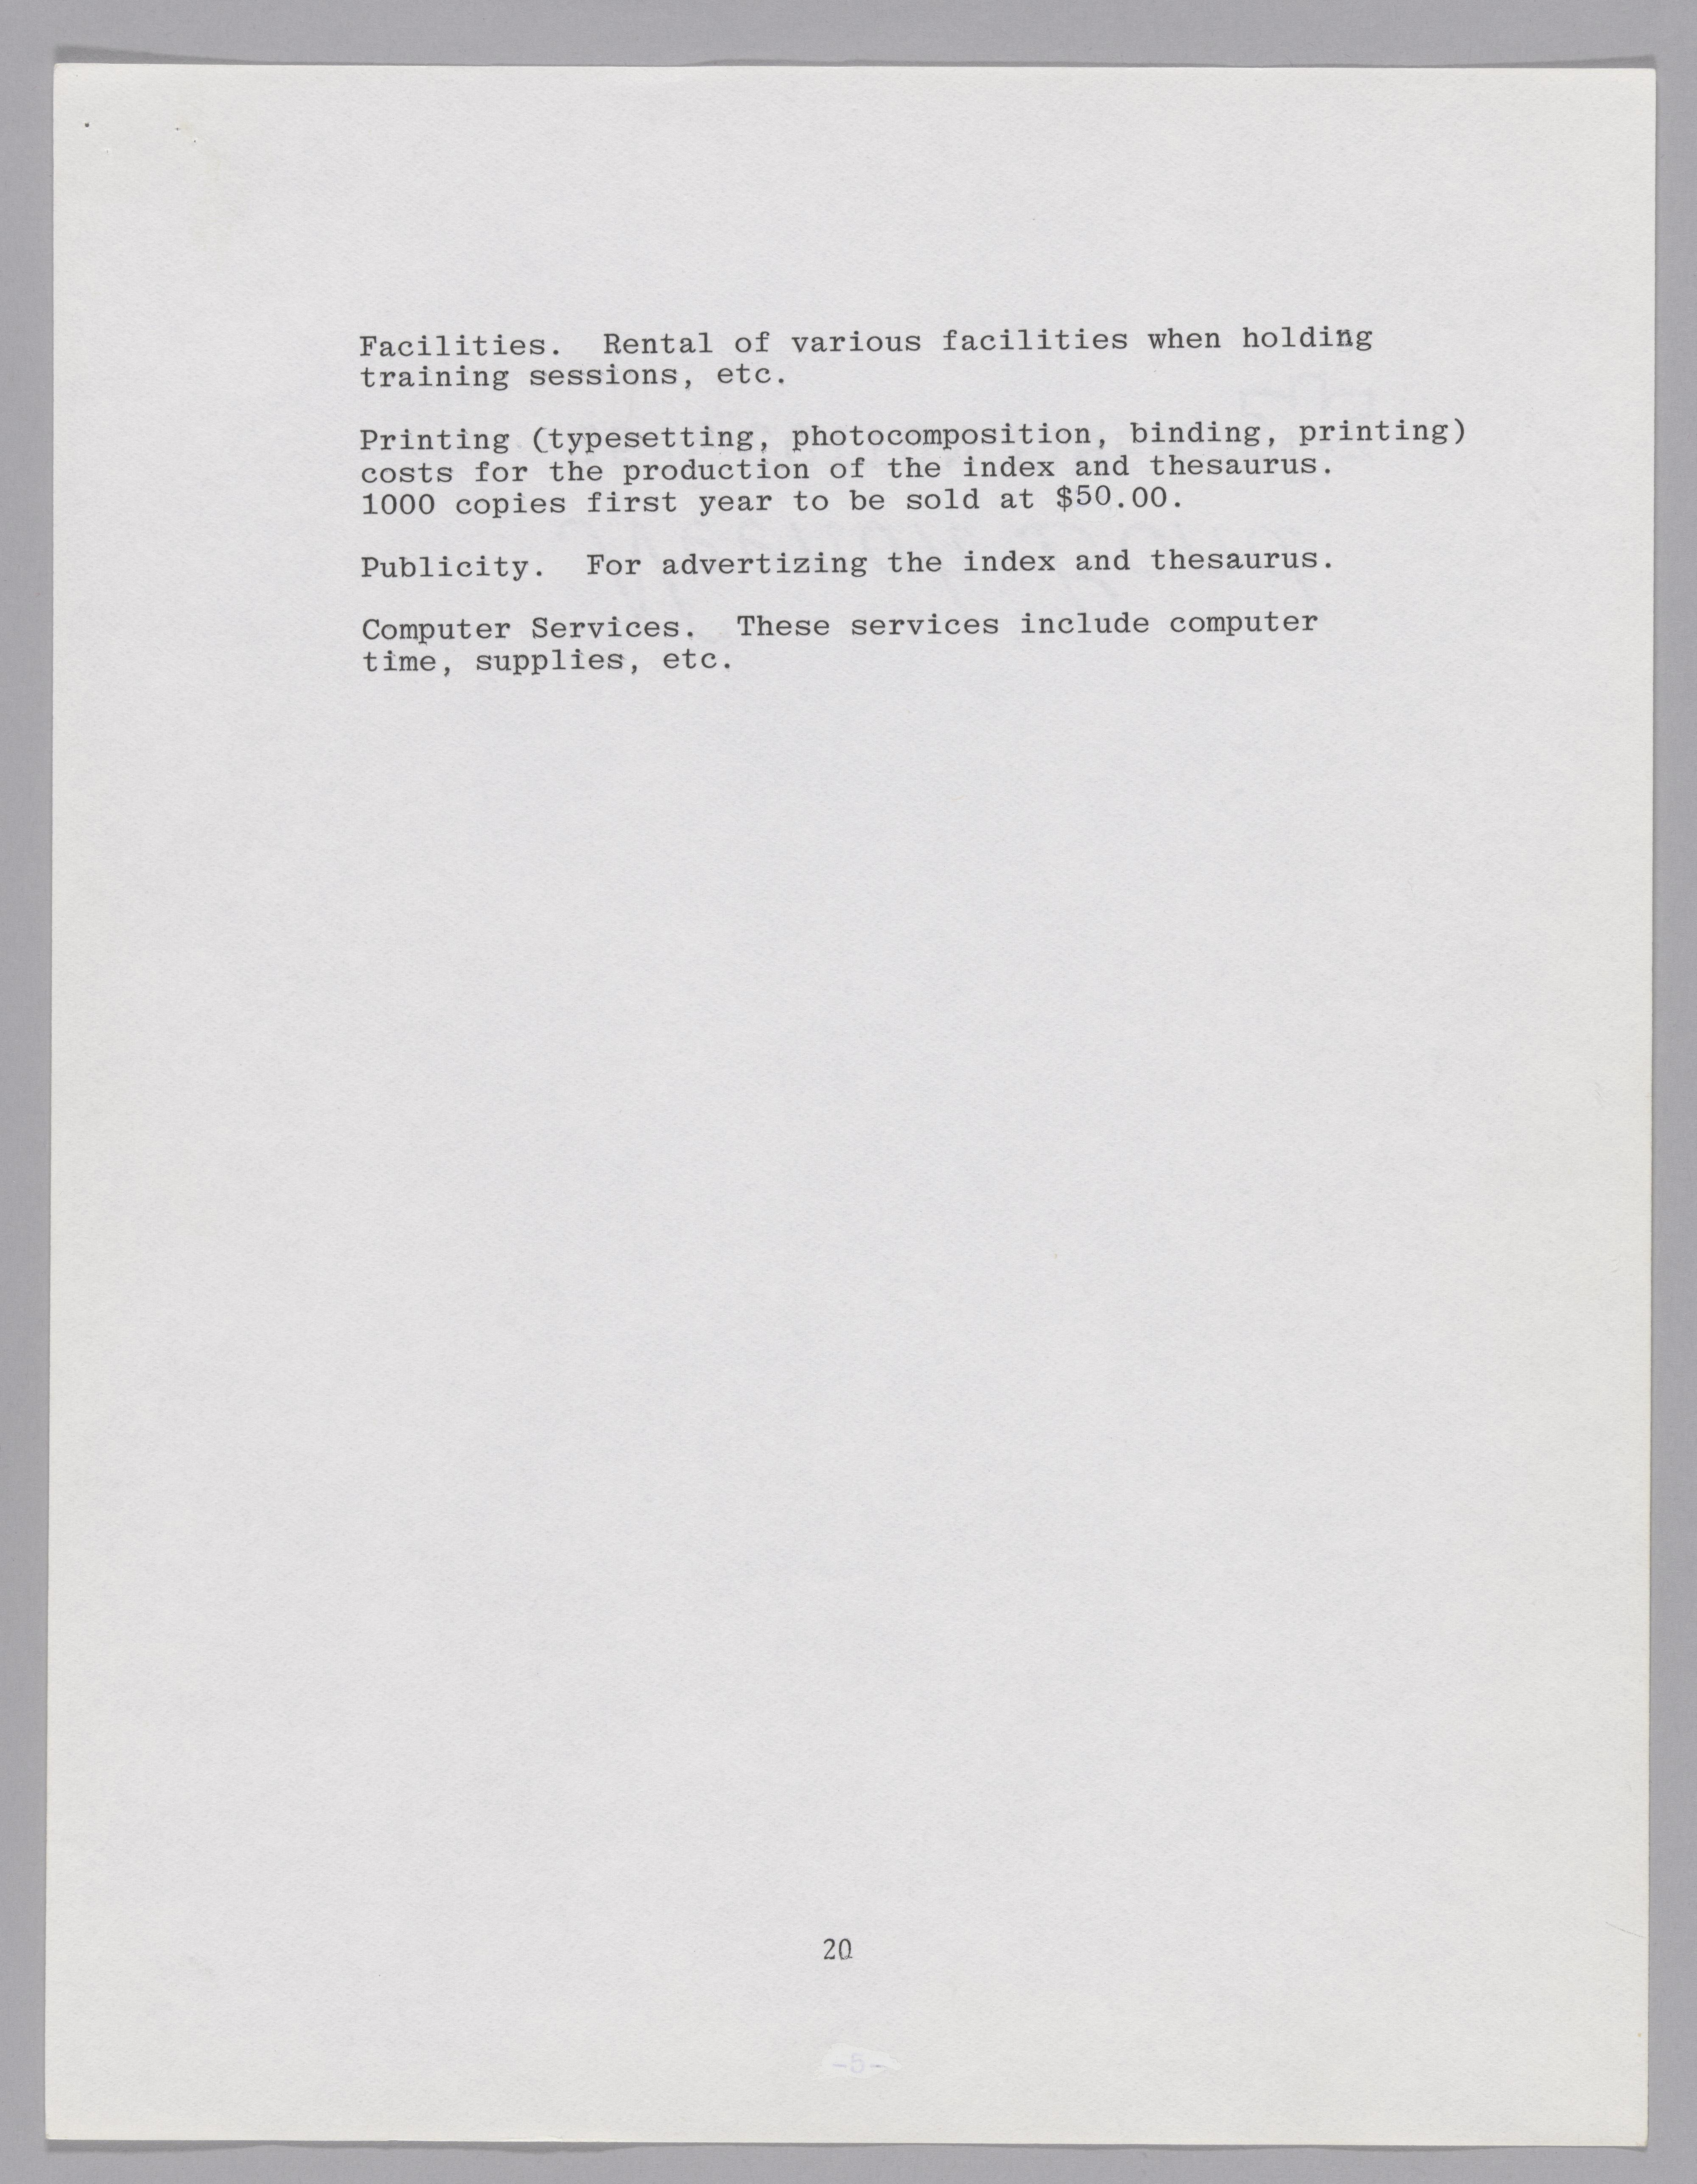 Facilities.  Rental of various facilities when holding
training sessions, etc.
Printing (typesetting, photocomposition, binding, printing)
costs for the production of the index and thesaurus.
1000 copies first year to be sold at $50.00.
Publicity.  For advertizing the index and thesaurus.
Computer Services.  These services include computer
time, supplies, etc.
20
-5-